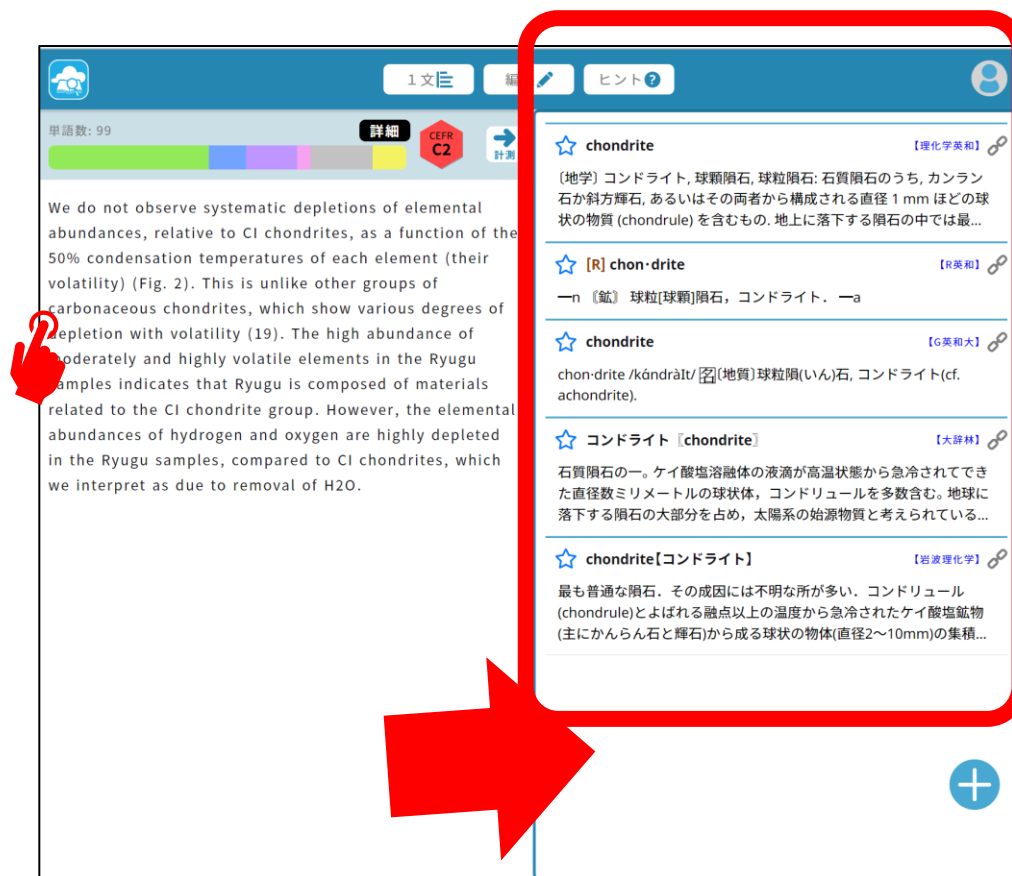 1文
編
ヒント?
単語数: 99
詳細
CEFR
C2
計測
We do not observe systematic depletions of elemental
abundances, relative to CI chondrites, as a function of the
50% condensation temperatures of each element (their
volatility) (Fig. 2). This is unlike other groups of
carbonaceous chondrites, which show various degrees of
depletion with volatility (19). The high abundance of
moderately and highly volatile elements in the Ryugu
samples indicates that Ryugu is composed of materials
related to the CI chondrite group. However, the elemental
abundances of hydrogen and oxygen are highly depleted
in the Ryugu samples, compared to CI chondrites, which
we interpret as due to removal of H2O.
chondrite 【理化学英和】
〔地学〕コンドライト, 球顆隕石, 球粒隕石: 石質隕石のうち, カンラン
石か斜方輝石, あるいはその両者から構成される直径 1 mm ほどの球
状の物質 (chondrule) を含むもの. 地上に落下する隕石の中では最…
[R] chon·drite 【R英和】
━n 〘鉱〙 球粒[球顆]隕石，コンドライト． ━a
chondrite 【G英和大】
chon·drite /kɑ́ndràIt/ 名〔地質〕球粒隕(いん)石, コンドライト(cf.
achondrite).
コンドライト〖chondrite〗 【大辞林】
石質隕石の一。ケイ酸塩溶融体の液滴が高温状態から急冷されてでき
た直径数ミリメートルの球状体，コンドリュールを多数含む。地球に
落下する隕石の大部分を占め，太陽系の始源物質と考えられている…
chondrite【コンドライト】 【岩波理化学】
最も普通な隕石．その成因には不明な所が多い．コンドリュール
(chondrule)とよばれる融点以上の温度から急冷されたケイ酸塩鉱物
(主にかんらん石と輝石)から成る球状の物体(直径2〜10mm)の集積…